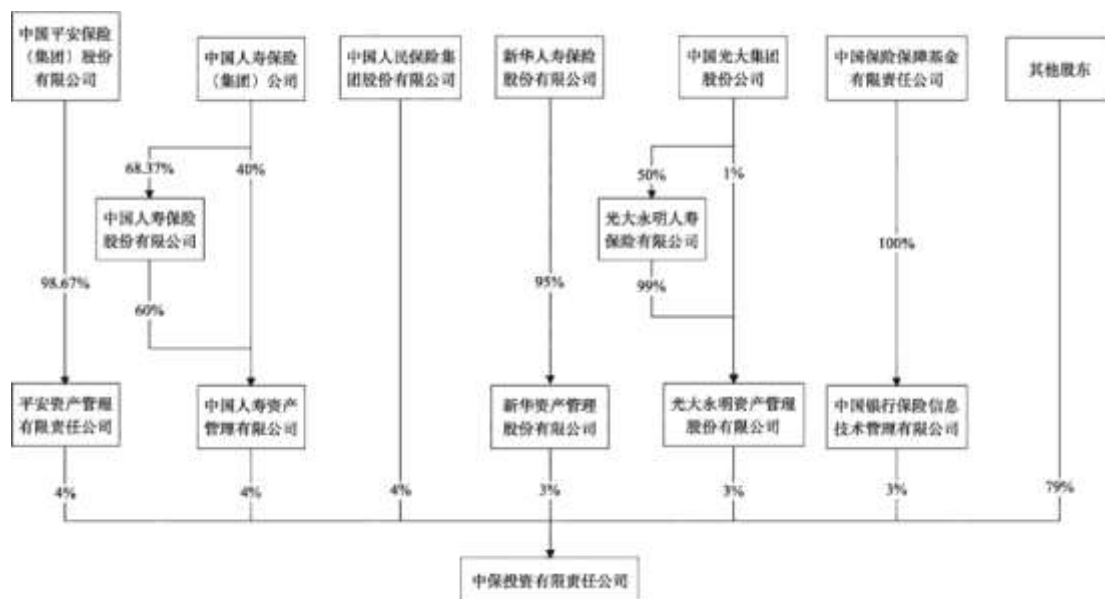 中国平安保险
（集团）股份
有限公司
中国人寿保险
（集团）公司
中国人民保险集
团股份有限公司
新华人寿保险
股份有限公司
中国光大集团
股份公司
中国保险保障基金
有限责任公司
其他股东
68.37%
40%
50%
1%
中国人寿保险
股份有限公司
光大永明人寿
保险有限公司
100%
98.67%
95%
99%
60%
平安资产管理
有限责任公司
中国人寿资产
管理有限公司
新华资产管理
股份有限公司
光大永明资产管理
股份有限公司
中国银行保险信息
技术管理有限公司
4%
4%
4%
3%
3%
3%
79%
中保投资有限责任公司